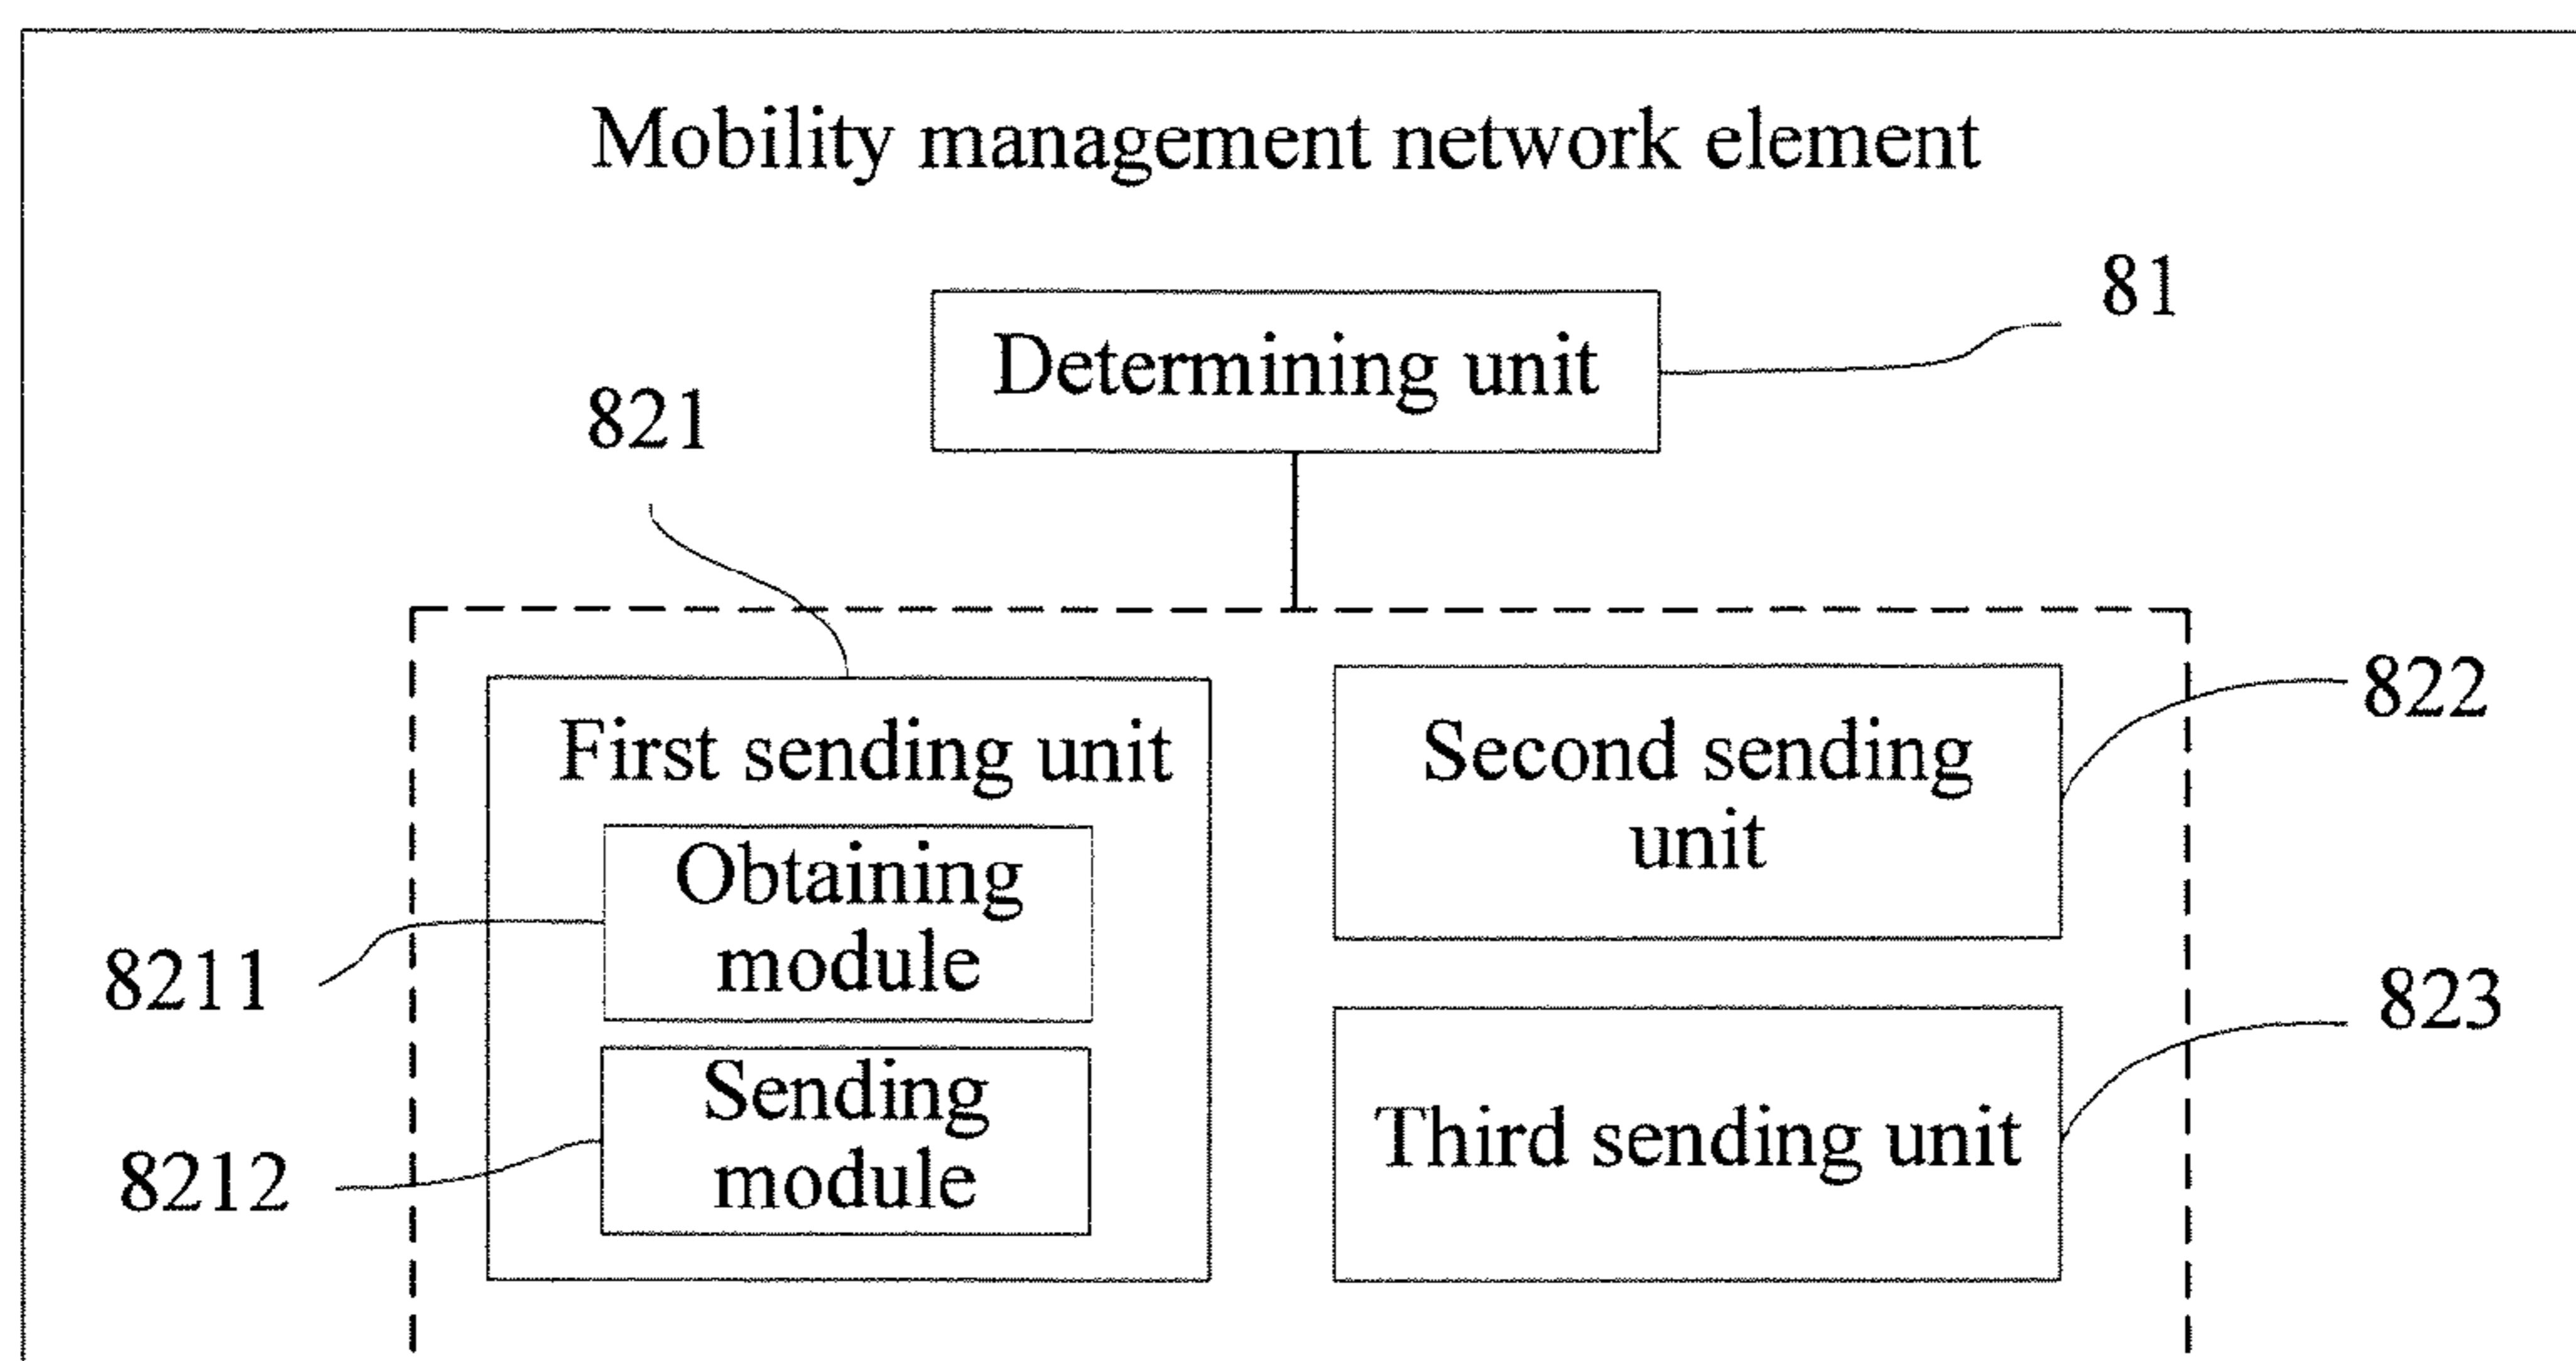 Mobility management network element
81
Determining unit
821
822
First sending unit
Second sending
unit
Obtaining
module
8211
823
Sending
module
Third sending unit
8212